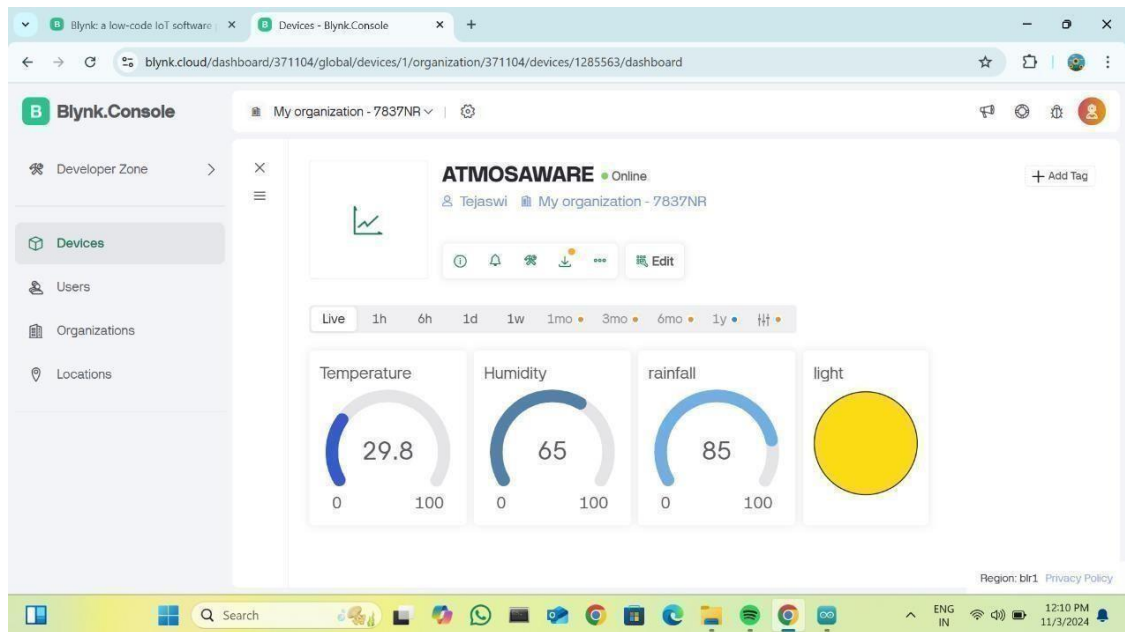 Blynk: a low-code IoT software
Devices - Blynk.Console
blynk.cloud/dashboard/371104/global/devices/1/organization/371104/devices/1285563/dashboard
B Blynk.Console
My organization - 7837NR
Developer Zone
Devices
Users
Organizations
Locations
ATMOSAWARE Online
Tejaswi My organization - 7837NR
Add Tag
Edit
Live 1h 6h 1d 1w 1mo 3mo 6mo 1y
Temperature
29.8
0 100
Humidity
65
0 100
rainfall
85
0 100
light
Region: blr1 Privacy Policy
Search
ENG
IN
12:10 PM
11/3/2024